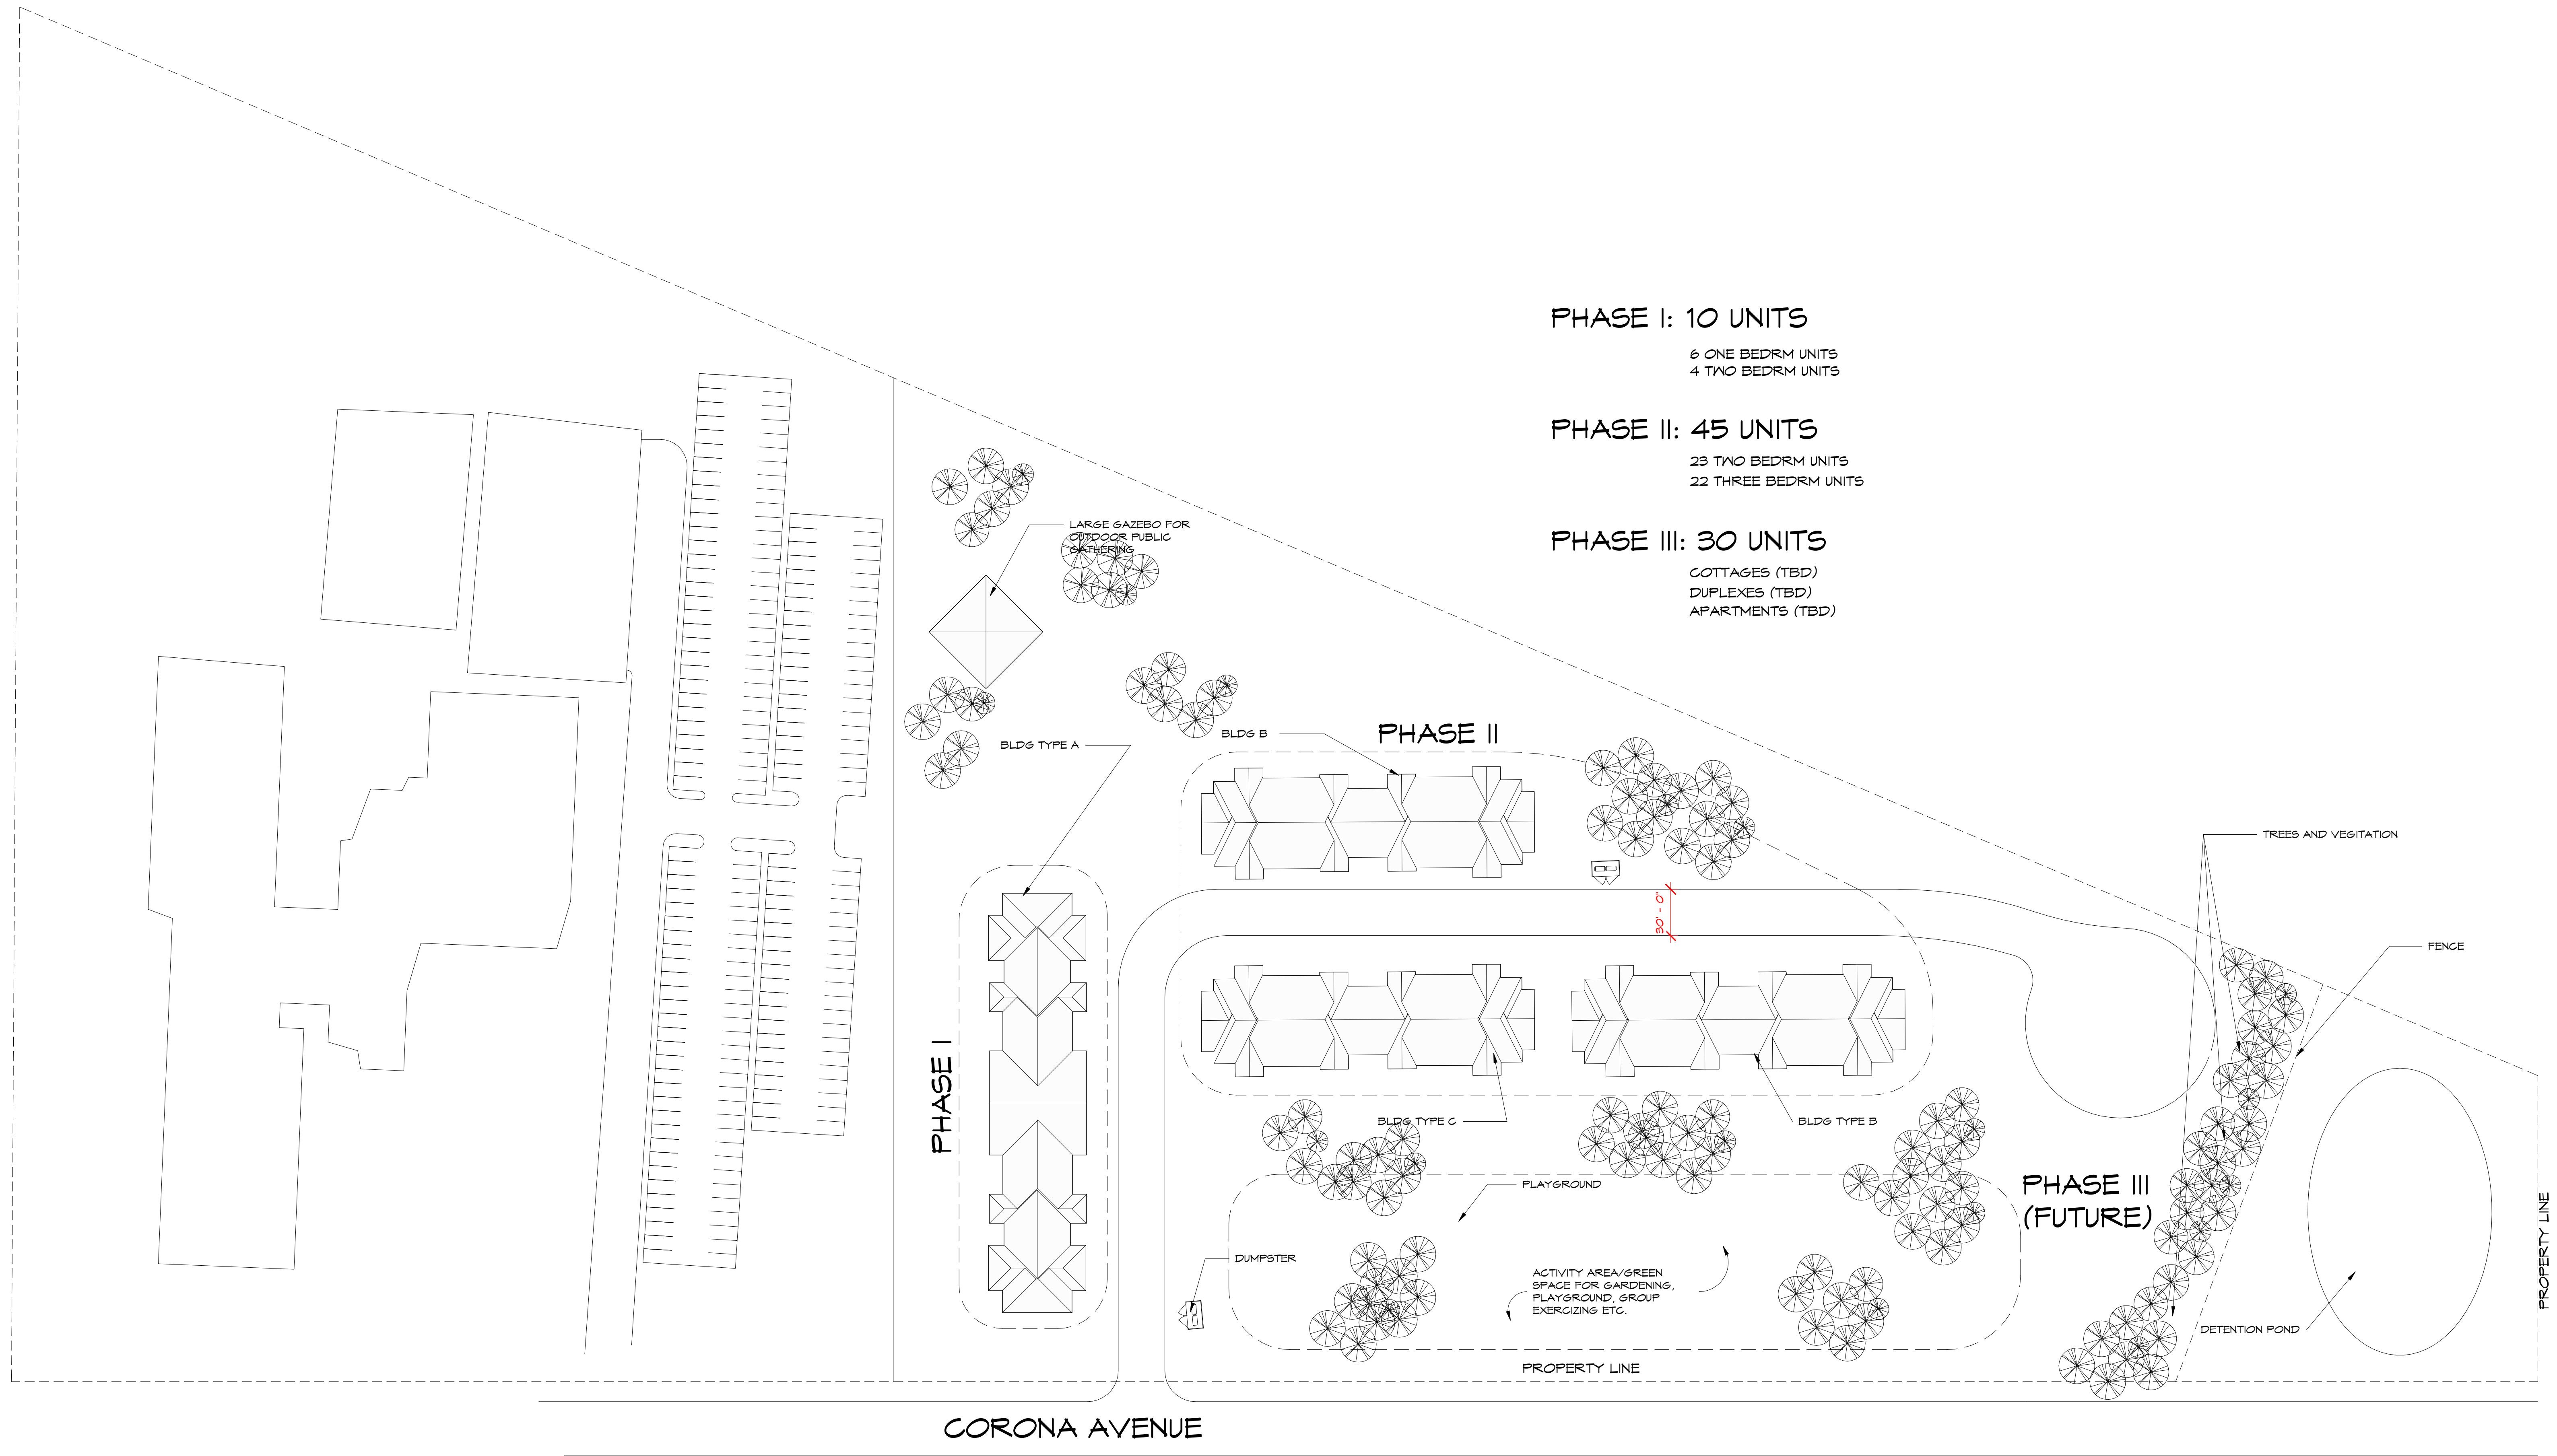 PHASE I: 10 UNITS
6 ONE BEDRM UNITS
4 TWO BEDRM UNITS
PHASE II: 45 UNITS
23 TWO BEDRM UNITS
22 THREE BEDRM UNITS
PHASE III: 30 UNITS
COTTAGES (TBD)
DUPLEXES (TBD)
APARTMENTS (TBD)
LARGE GAZEBO FOR
OUTDOOR PUBLIC
GATHERING
BLDG TYPE A
BLDG B
PHASE II
TREES AND VEGITATION
30' - 0"
FENCE
PHASE I
BLDG TYPE C
BLDG TYPE B
PLAYGROUND
PHASE III
(FUTURE)
PROPERTY LINE
DUMPSTER
ACTIVITY AREA/GREEN
SPACE FOR GARDENING,
PLAYGROUND, GROUP
EXERCIZING ETC.
DETENTION POND
PROPERTY LINE
CORONA AVENUE